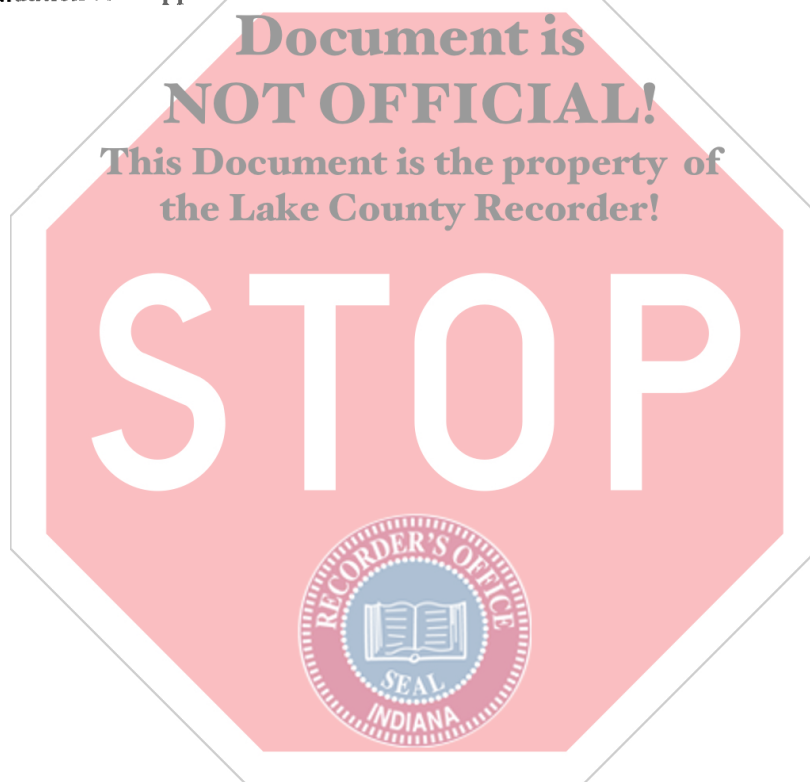 Document is
NOT OFFICIAL!
This Document is the property of
the Lake County Recorder!
STOP
RECORDER'S OFFICE
SEAL
INDIANA